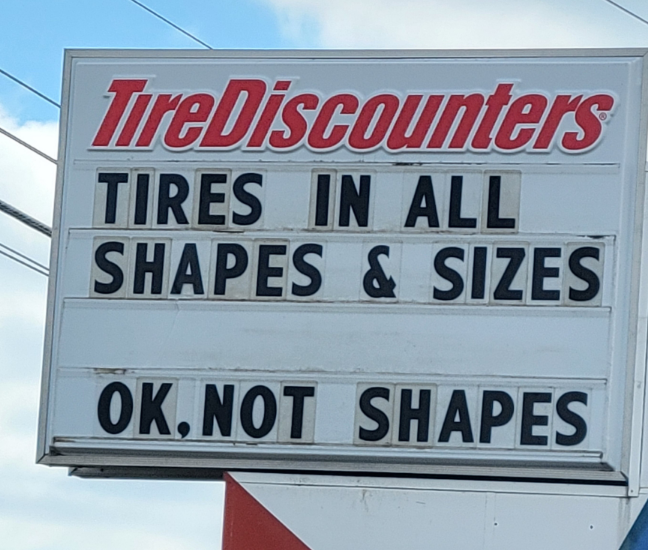 TireDiscounters®
TIRES IN ALL
SHAPES & SIZES
OK, NOT SHAPES